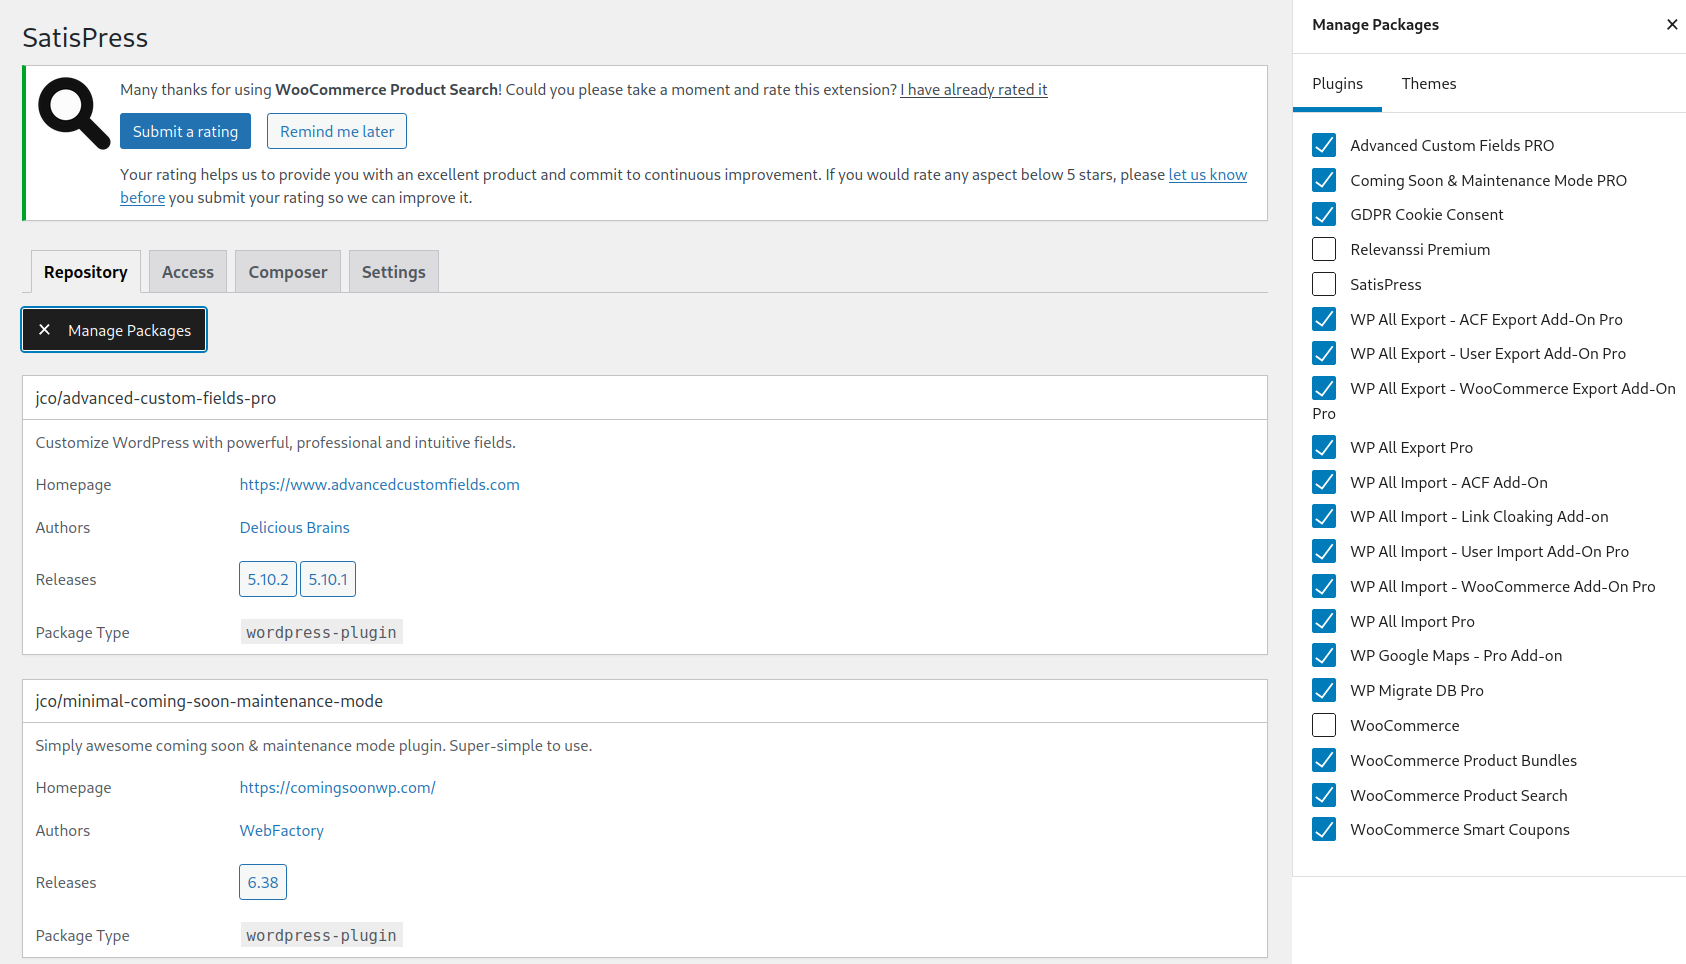 SatisPress
Many thanks for using WooCommerce Product Search! Could you please take a moment and rate this extension? I have already rated it
Submit a rating
Remind me later
Your rating helps us to provide you with an excellent product and commit to continuous improvement. If you would rate any aspect below 5 stars, please let us know
before you submit your rating so we can improve it.
Repository
Access
Composer
Settings
Manage Packages
jco/advanced-custom-fields-pro
Customize WordPress with powerful, professional and intuitive fields.
Homepage https://www.advancedcustomfields.com
Authors Delicious Brains
Releases 5.10.2 5.10.1
Package Type wordpress-plugin
jco/minimal-coming-soon-maintenance-mode
Simply awesome coming soon & maintenance mode plugin. Super-simple to use.
Homepage https://comingsoonwp.com/
Authors WebFactory
Releases 6.38
Package Type wordpress-plugin
Manage Packages
Plugins
Themes
Advanced Custom Fields PRO
Coming Soon & Maintenance Mode PRO
GDPR Cookie Consent
Relevanssi Premium
SatisPress
WP All Export - ACF Export Add-On Pro
WP All Export - User Export Add-On Pro
WP All Export - WooCommerce Export Add-On
Pro
WP All Export Pro
WP All Import - ACF Add-On
WP All Import - Link Cloaking Add-on
WP All Import - User Import Add-On Pro
WP All Import - WooCommerce Add-On Pro
WP All Import Pro
WP Google Maps - Pro Add-on
WP Migrate DB Pro
WooCommerce
WooCommerce Product Bundles
WooCommerce Product Search
WooCommerce Smart Coupons